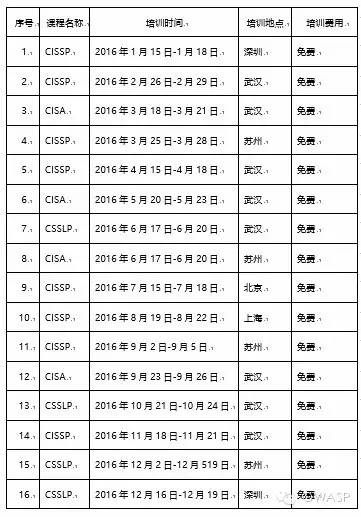 序号 课程名称 培训时间 培训地点 培训费用
1. CISSP 2016 年 1 月 15 日-1 月 18 日. 深圳 免费
2. CISSP 2016 年 2 月 26 日-2 月 29 日. 武汉 免费
3. CISA 2016 年 3 月 18 日-3 月 21 日. 武汉 免费
4. CISSP 2016 年 3 月 25 日-3 月 28 日. 苏州 免费
5. CISSP 2016 年 4 月 15 日-4 月 18 日. 武汉 免费
6. CISA 2016 年 5 月 20 日-5 月 23 日. 武汉 免费
7. CSSLP 2016 年 6 月 17 日-6 月 20 日. 武汉 免费
8. CISA 2016 年 6 月 17 日-6 月 20 日. 苏州 免费
9. CISSP 2016 年 7 月 15 日-7 月 18 日. 北京 免费
10. CISSP 2016 年 8 月 19 日-8 月 22 日. 上海 免费
11. CISSP 2016 年 9 月 2 日-9 月 5 日. 苏州 免费
12. CISA 2016 年 9 月 23 日-9 月 26 日. 武汉 免费
13. CSSLP 2016 年 10 月 21 日-10 月 24 日. 武汉 免费
14. CISSP 2016 年 11 月 18 日-11 月 21 日. 武汉 免费
15. CSSLP 2016 年 12 月 2 日-12 月 519 日. 苏州 免费
16. CSSLP 2016 年 12 月 16 日-12 月 19 日. 深圳 免费
OWASP